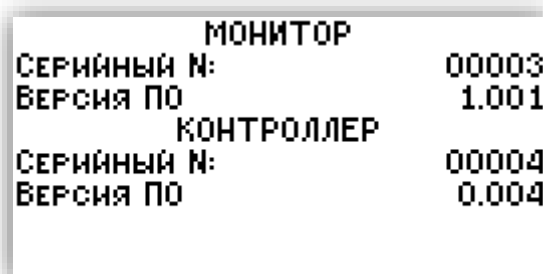 МОНИТОР
Серийный N: 00003
Версия ПО 1.001
КОНТРОЛЛЕР
Серийный N: 00004
Версия ПО 0.004